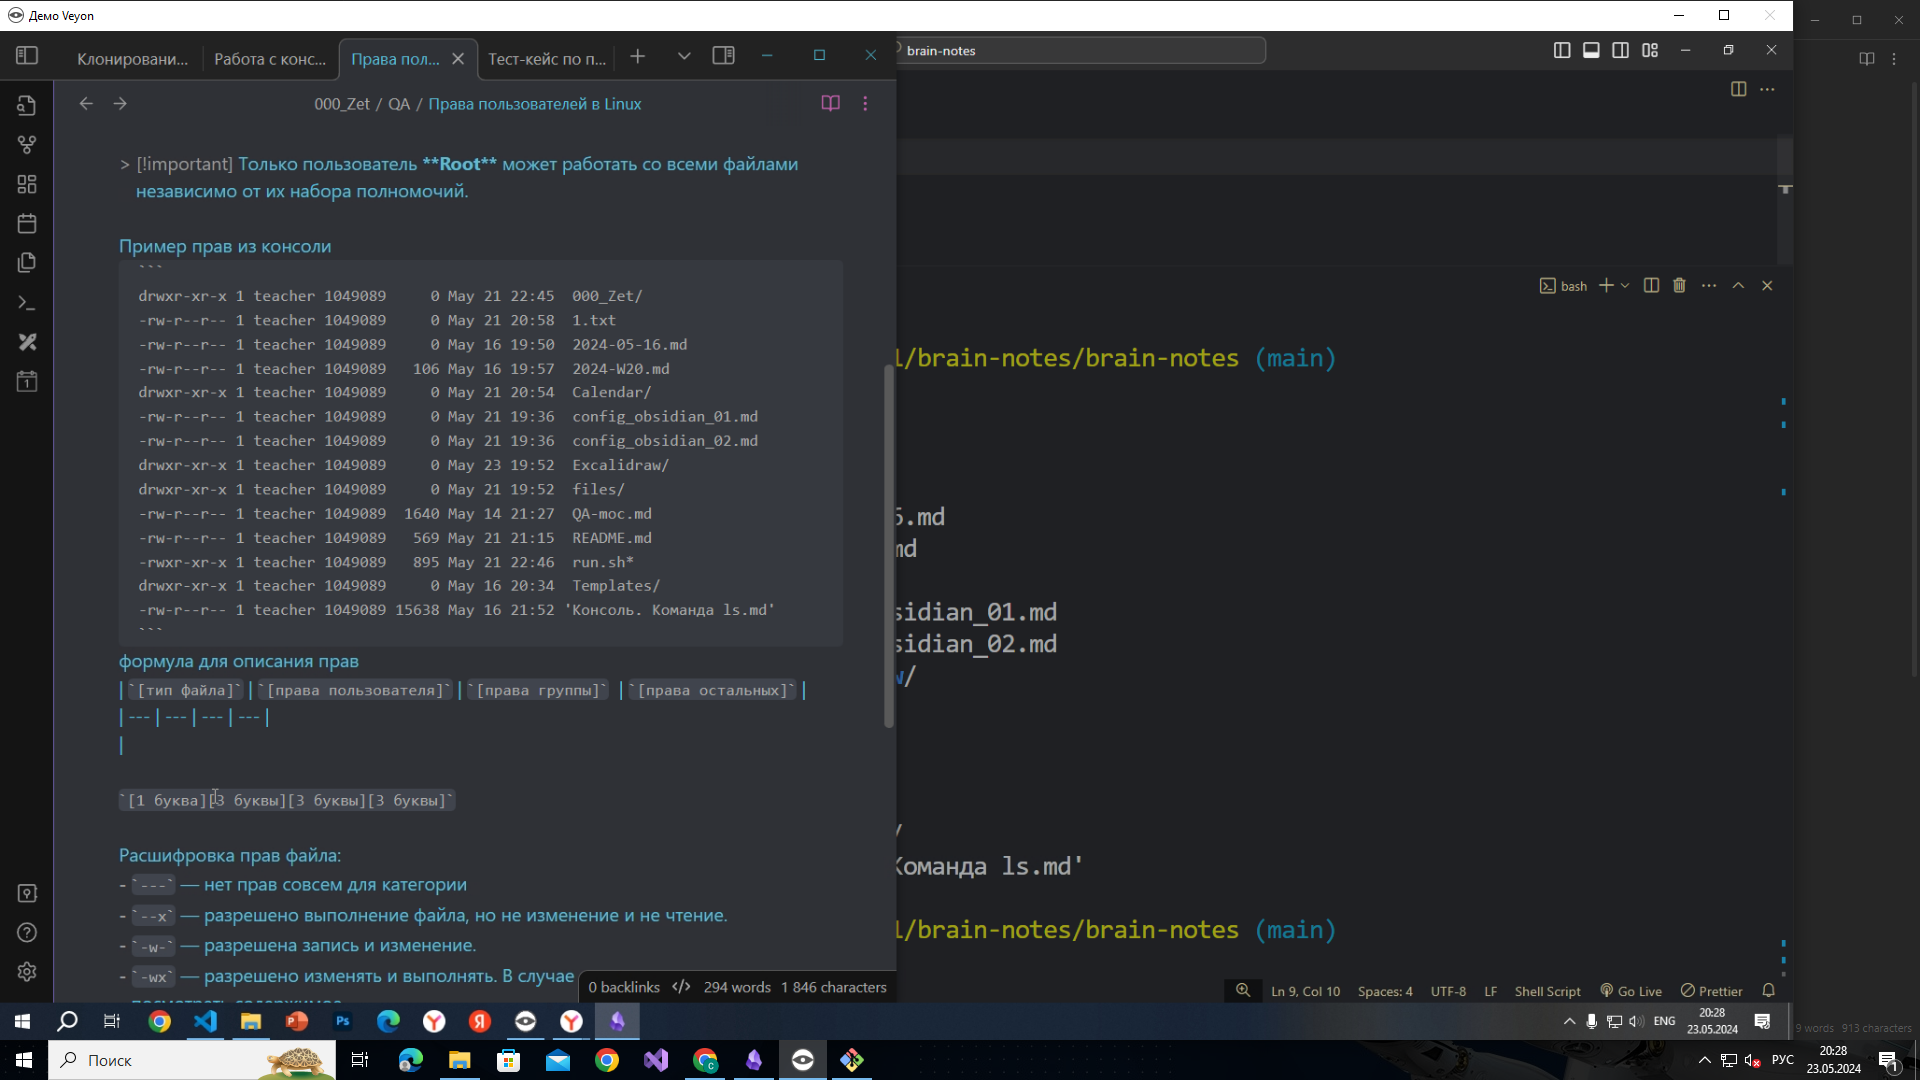 Демо Veyon
Клонировани...
Работа с конс...
Права пол...
Тест-кейс по п...
brain-notes
000_Zet / QA / Права пользователей в Linux
> [!important] Только пользователь **Root** может работать со всеми файлами
независимо от их набора полномочий.
Пример прав из консоли
```
drwxr-xr-x 1 teacher 1049089     0 May 21 22:45  000_Zet/
-rw-r--r-- 1 teacher 1049089     0 May 21 20:58  1.txt
-rw-r--r-- 1 teacher 1049089     0 May 16 19:50  2024-05-16.md
-rw-r--r-- 1 teacher 1049089   106 May 16 19:57  2024-W20.md
drwxr-xr-x 1 teacher 1049089     0 May 21 20:54  Calendar/
-rw-r--r-- 1 teacher 1049089     0 May 21 19:36  config_obsidian_01.md
-rw-r--r-- 1 teacher 1049089     0 May 21 19:36  config_obsidian_02.md
drwxr-xr-x 1 teacher 1049089     0 May 23 19:52  Excalidraw/
drwxr-xr-x 1 teacher 1049089     0 May 21 19:52  files/
-rw-r--r-- 1 teacher 1049089  1640 May 14 21:27  QA-moc.md
-rw-r--r-- 1 teacher 1049089   569 May 21 21:15  README.md
-rwxr-xr-x 1 teacher 1049089   895 May 21 22:46  run.sh*
drwxr-xr-x 1 teacher 1049089     0 May 16 20:34  Templates/
-rw-r--r-- 1 teacher 1049089 15638 May 16 21:52 'Консоль. Команда ls.md'
```
формула для описания прав
|`[тип файла]`|`[права пользователя]`|`[права группы]` |`[права остальных]`|
|---|---|---|---|
|
`[1 буква][3 буквы][3 буквы][3 буквы]`
Расшифровка прав файла:
- `---` — нет прав совсем для категории
- `--x` — разрешено выполнение файла, но не изменение и не чтение.
- `-w-` — разрешена запись и изменение.
- `-wx` — разрешено изменять и выполнять. В случае
0 backlinks </> 294 words 1 846 characters
bash
1/brain-notes/brain-notes (main)
.md
md
sidian_01.md
sidian_02.md
/
/
Команда ls.md'
/brain-notes/brain-notes (main)
Ln 9, Col 10
Spaces: 4
UTF-8
LF
Shell Script
Go Live
Prettier
ENG
20:28
23.05.2024
9 words 913 characters
Поиск
РУС
20:28
23.05.2024
1